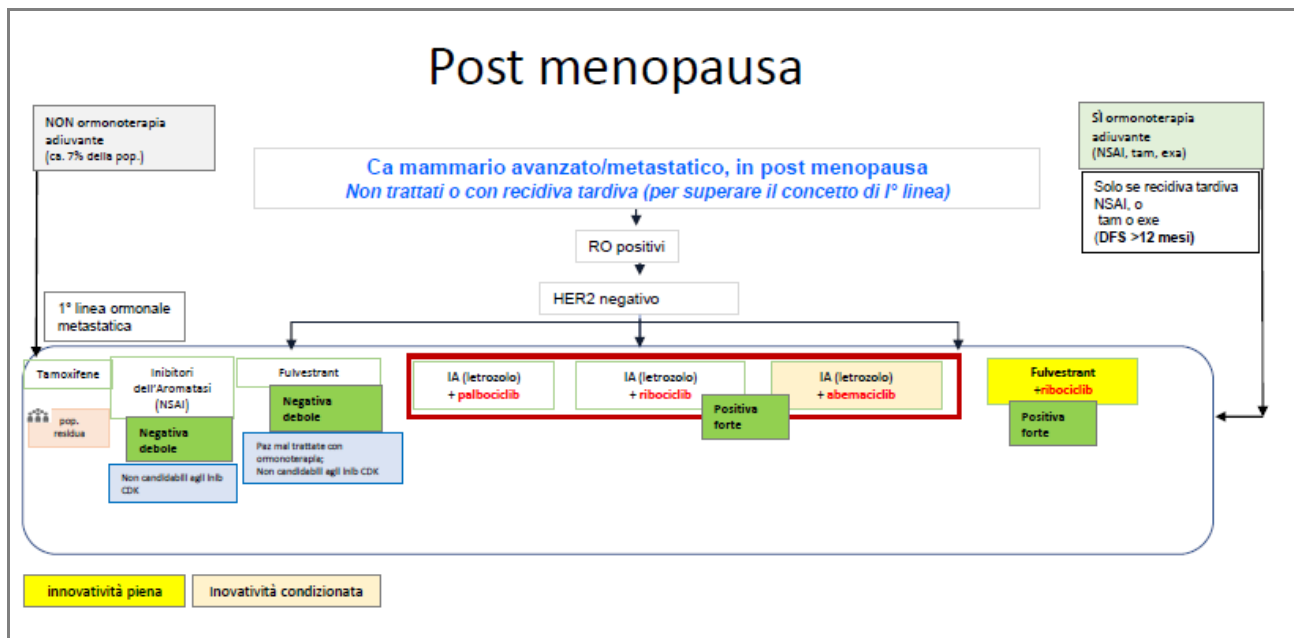 Post menopausa
NON ormonoterapia
adiuvante
(ca. 7% della pop.)
SÌ ormonoterapia
adiuvante
(NSAI, tam, exa)
Ca mammario avanzato/metastatico, in post menopausa
Non trattati o con recidiva tardiva (per superare il concetto di I° linea)
Solo se recidiva tardiva
NSAI, o
tam o exe
(DFS >12 mesi)
RO positivi
HER2 negativo
1° linea ormonale
metastatica
Tamoxifene
pop.
residua
Inibitori
dell'Aromatasi
(NSAI)
Negativa
debole
Non candidabili agli Inib
CDK
Fulvestrant
Negativa
debole
Paz mai trattate con
ormonoterapia;
Non candidabili agli Inib CDK
IA (letrozolo)
+ palbociclib
IA (letrozolo)
+ ribociclib
IA (letrozolo)
+ abemaciclib
Positiva
forte
Fulvestrant
+ribociclib
Positiva
forte
innovatività piena
Inovatività condizionata